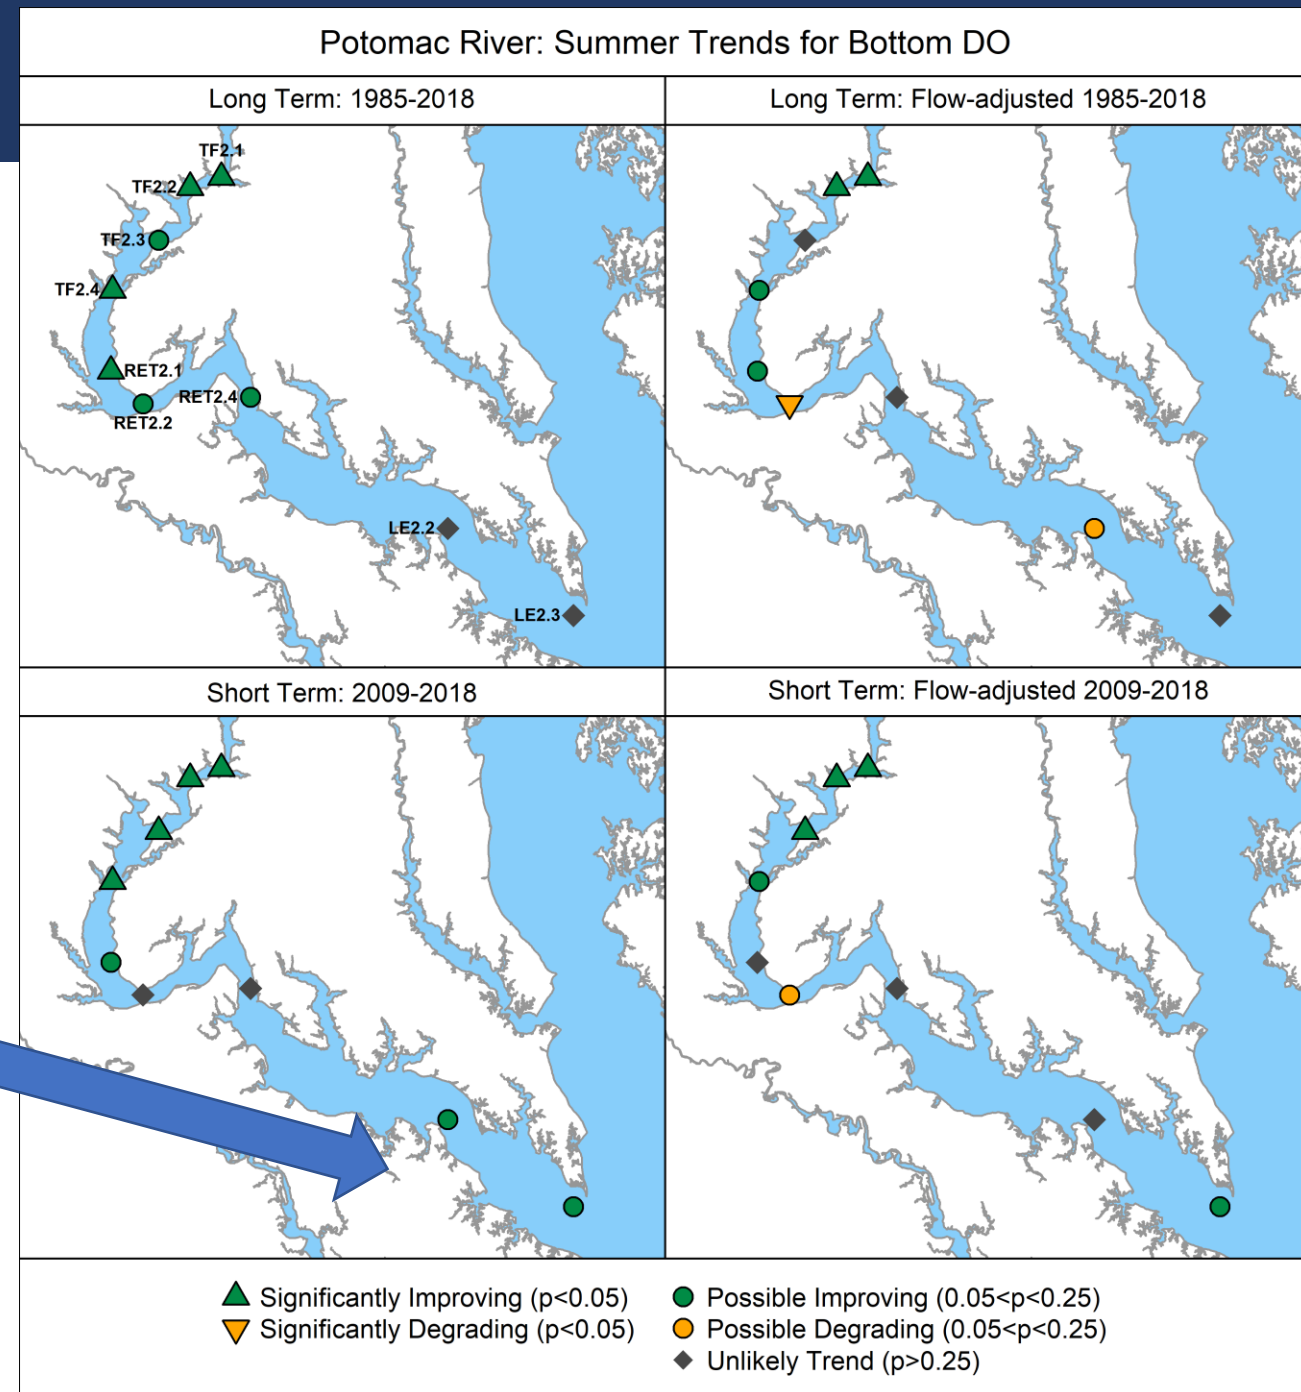 Potomac River: Summer Trends for Bottom DO
Long Term: 1985-2018
Long Term: Flow-adjusted 1985-2018
TF2.1
TF2.2
TF2.3
TF2.4
RET2.1
RET2.4
RET2.2
LE2.2
LE2.3
Short Term: 2009-2018
Short Term: Flow-adjusted 2009-2018
Significantly Improving (p<0.05)
Significantly Degrading (p<0.05)
Possible Improving (0.05<p<0.25)
Possible Degrading (0.05<p<0.25)
Unlikely Trend (p>0.25)